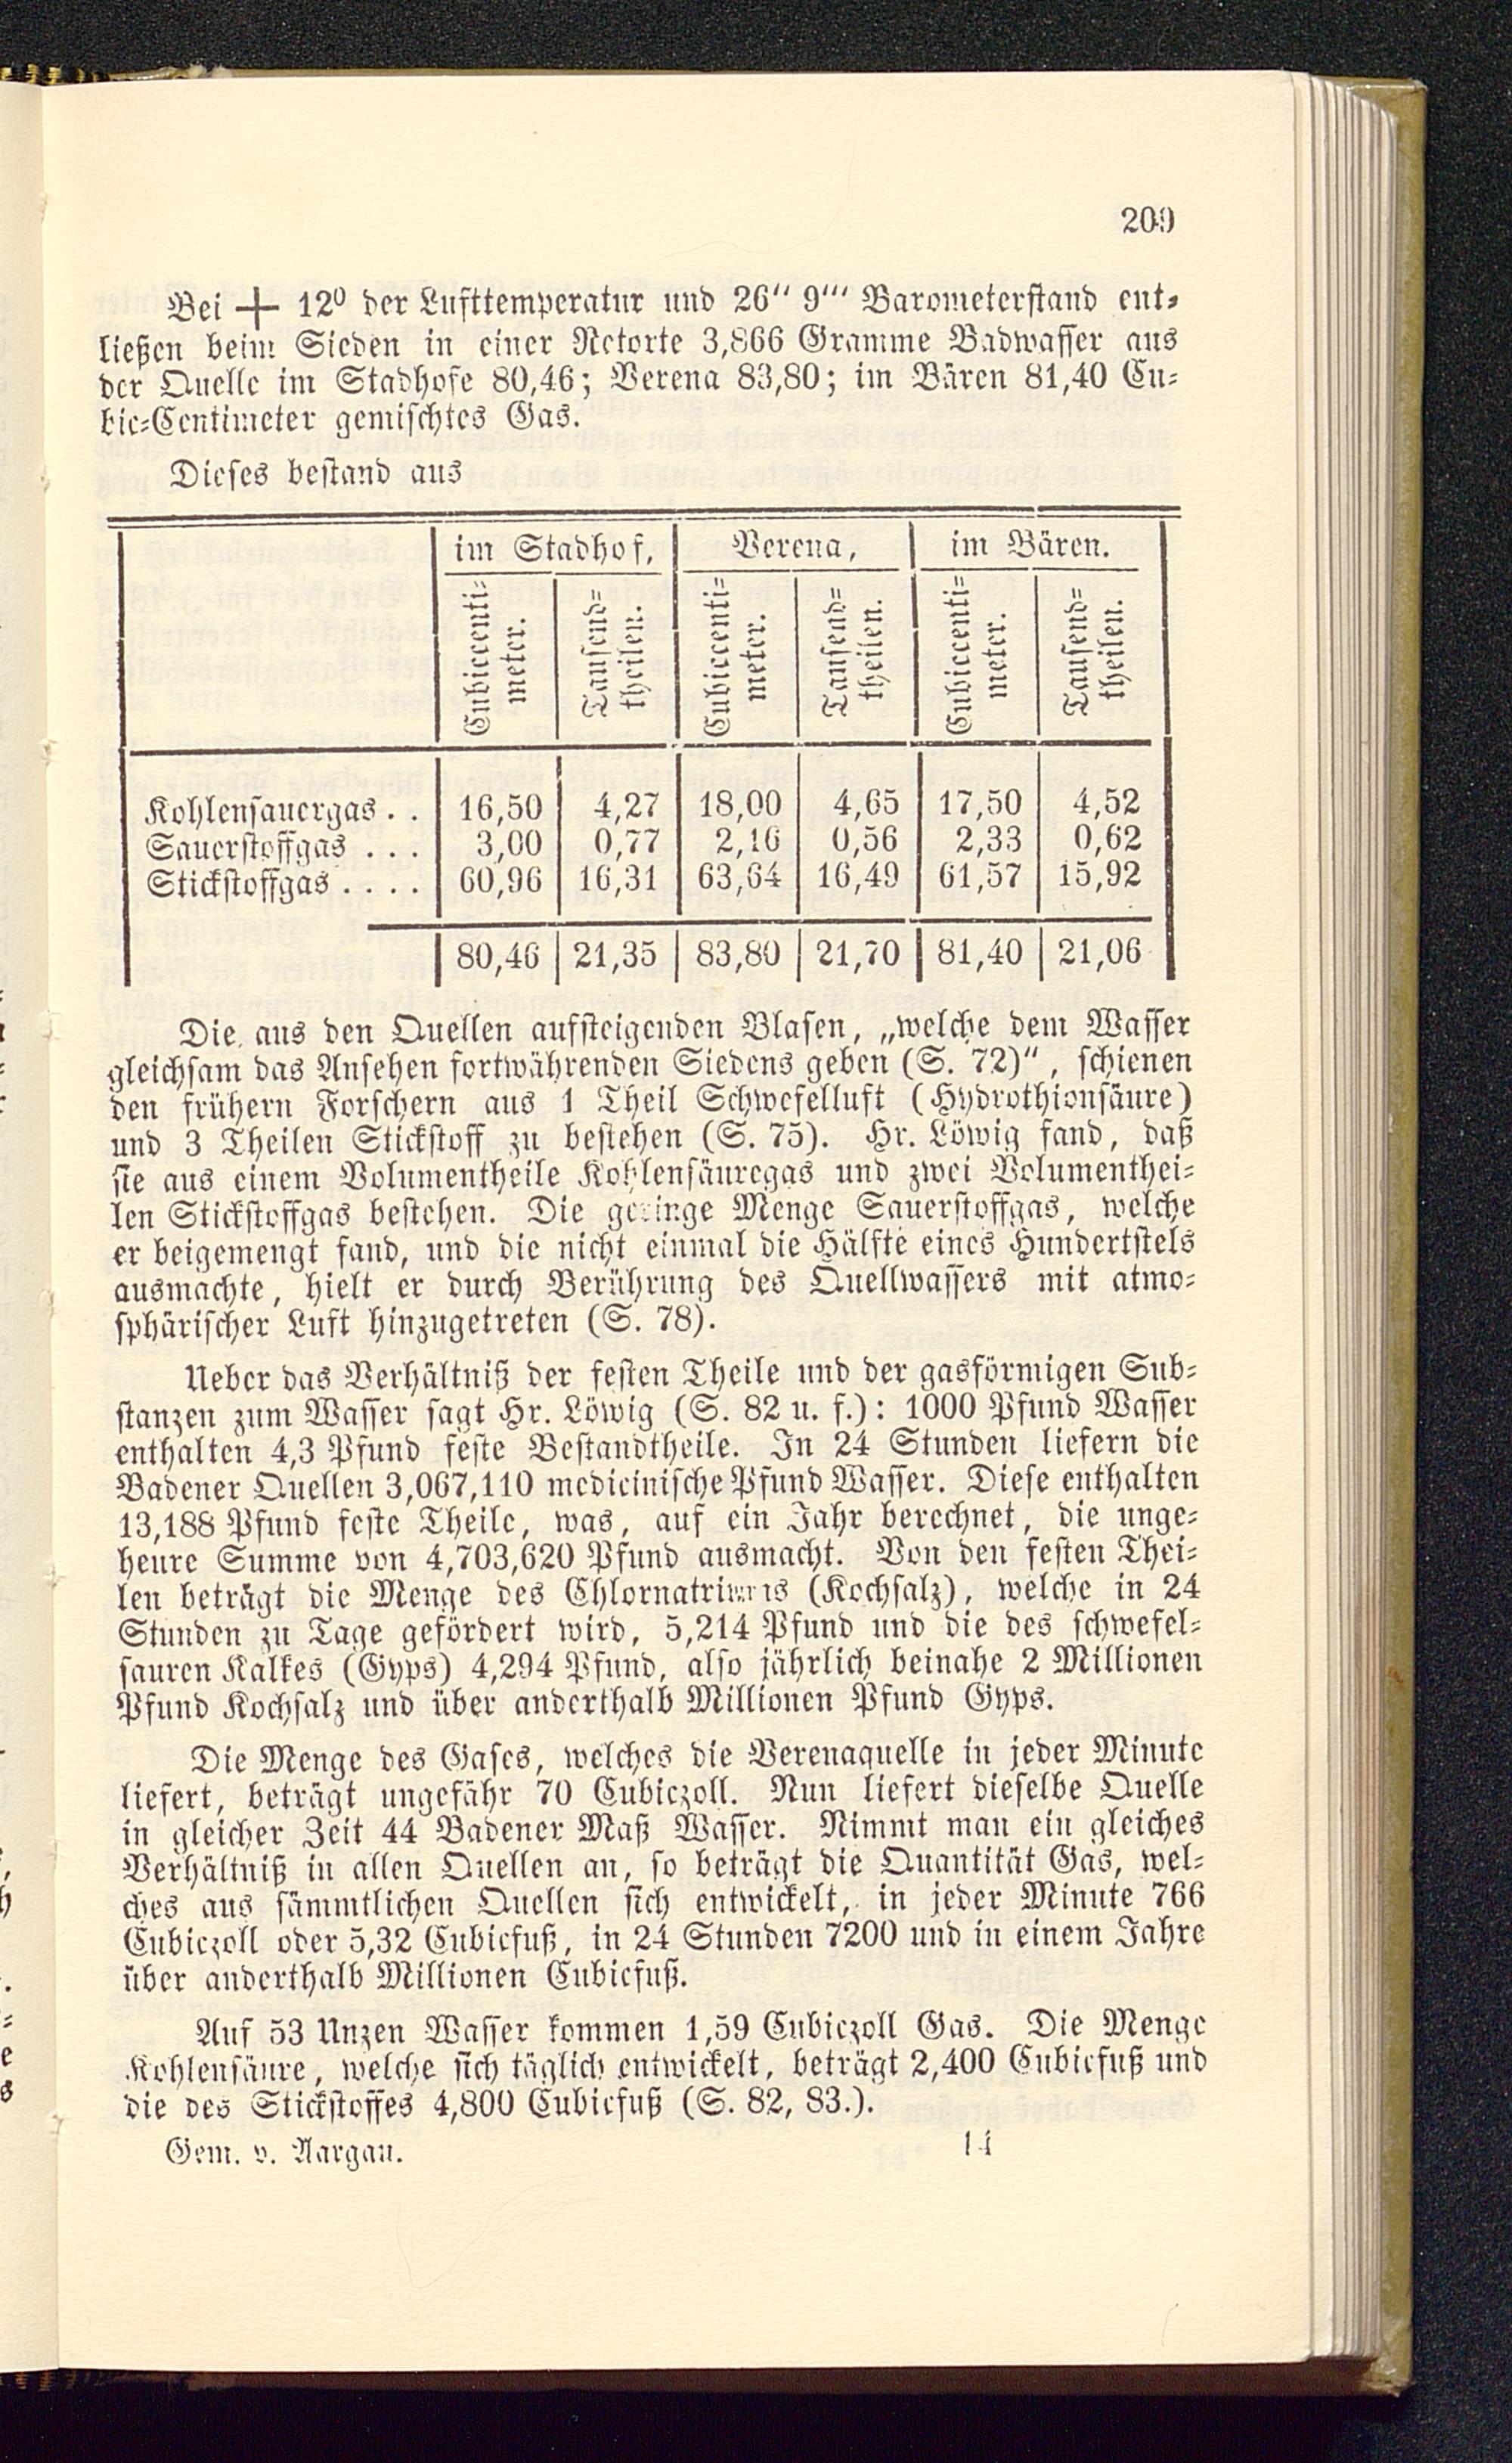 209
Bei + 12⁰ der Lufttemperatur und 26“ 9‘“ Barometerstand ent-
ließen beim Sieden in einer Retorte 3,866 Gramme Badwasser aus
der Quelle im Stadhofe 80,46; Verena 83,80; im Bären 81,40 Cu-
bic-Centimeter gemischtes Gas.
Dieses bestand aus
im Stadhof, Verena, im Bären.
Cubiccenti-
meter.
Tausend-
theilen.
Cubiccenti-
meter.
Tausend-
theilen.
Cubiccenti-
meter.
Tausend-
theilen.
Kohlensauergas . . 16,50 4,27 18,00 4,65 17,50 4,52
Sauerstoffgas . . . 3,00 0,77 2,16 0,56 2,33 0,62
Stickstoffgas . . . . 60,96 16,31 63,64 16,49 61,57 15,92
80,46 21,35 83,80 21,70 81,40 21,06
Die aus den Quellen aufsteigenden Blasen, „welche dem Wasser
gleichsam das Ansehen fortwährenden Siedens geben (S. 72)“, schienen
den frühern Forschern aus 1 Theil Schwefelluft (Hydrothionsäure)
und 3 Theilen Stickstoff zu bestehen (S. 75). Hr. Löwig fand, daß
sie aus einem Volumentheile Kohlensäuregas und zwei Volumenthei-
len Stickstoffgas bestehen. Die geringe Menge Sauerstoffgas, welche
er beigemengt fand, und die nicht einmal die Hälfte eines Hundertstels
ausmachte, hielt er durch Berührung des Quellwassers mit atmo-
sphärischer Luft hinzugetreten (S. 78).
Ueber das Verhältniß der festen Theile und der gasförmigen Sub-
stanzen zum Wasser sagt Hr. Löwig (S. 82 u. f.): 1000 Pfund Wasser
enthalten 4,3 Pfund feste Bestandtheile. In 24 Stunden liefern die
Badener Quellen 3,067,110 medicinische Pfund Wasser. Diese enthalten
13,188 Pfund feste Theile, was, auf ein Jahr berechnet, die unge-
heure Summe von 4,703,620 Pfund ausmacht. Von den festen Thei-
len beträgt die Menge des Chlornatriums (Kochsalz), welche in 24
Stunden zu Tage gefördert wird, 5,214 Pfund und die des schwefel-
sauren Kalkes (Gyps) 4,294 Pfund, also jährlich beinahe 2 Millionen
Pfund Kochsalz und über anderthalb Millionen Pfund Gyps.
Die Menge des Gases, welches die Verenaquelle in jeder Minute
liefert, beträgt ungefähr 70 Cubiczoll. Nun liefert dieselbe Quelle
in gleicher Zeit 44 Badener Maß Wasser. Nimmt man ein gleiches
Verhältniß in allen Quellen an, so beträgt die Quantität Gas, wel-
ches aus sämmtlichen Quellen sich entwickelt, in jeder Minute 766
Cubiczoll oder 5,32 Cubicfuß, in 24 Stunden 7200 und in einem Jahre
über anderthalb Millionen Cubicfuß.
Auf 53 Unzen Wasser kommen 1,59 Cubiczoll Gas. Die Menge
Kohlensäure, welche sich täglich entwickelt, beträgt 2,400 Cubicfuß und
die des Stickstoffes 4,800 Cubicfuß (S. 82, 83.).
Gem. v. Aargau. 14